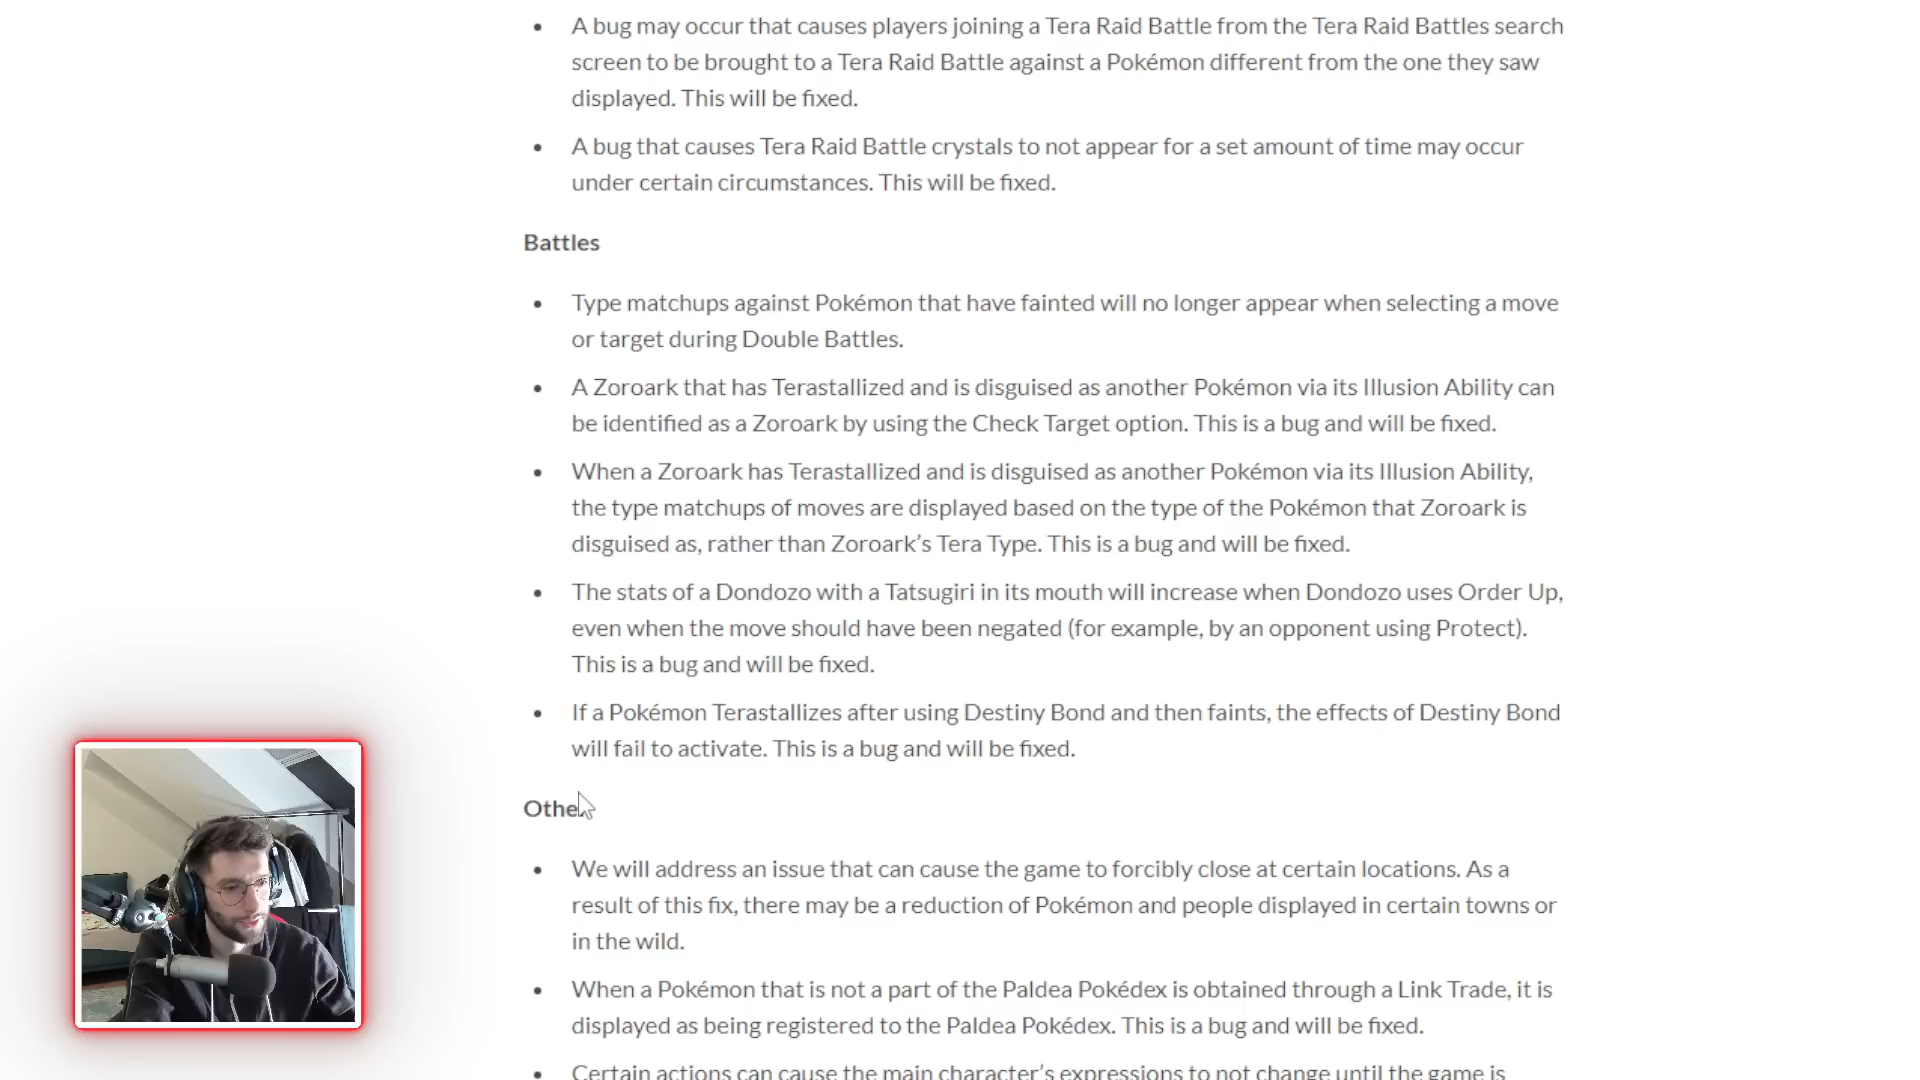 • A bug may occur that causes players joining a Tera Raid Battle from the Tera Raid Battles search
screen to be brought to a Tera Raid Battle against a Pokémon different from the one they saw
displayed. This will be fixed.
• A bug that causes Tera Raid Battle crystals to not appear for a set amount of time may occur
under certain circumstances. This will be fixed.
Battles
• Type matchups against Pokémon that have fainted will no longer appear when selecting a move
or target during Double Battles.
• A Zoroark that has Terastallized and is disguised as another Pokémon via its Illusion Ability can
be identified as a Zoroark by using the Check Target option. This is a bug and will be fixed.
• When a Zoroark has Terastallized and is disguised as another Pokémon via its Illusion Ability,
the type matchups of moves are displayed based on the type of the Pokémon that Zoroark is
disguised as, rather than Zoroark’s Tera Type. This is a bug and will be fixed.
• The stats of a Dondozo with a Tatsugiri in its mouth will increase when Dondozo uses Order Up,
even when the move should have been negated (for example, by an opponent using Protect).
This is a bug and will be fixed.
• If a Pokémon Terastallizes after using Destiny Bond and then faints, the effects of Destiny Bond
will fail to activate. This is a bug and will be fixed.
Other
• We will address an issue that can cause the game to forcibly close at certain locations. As a
result of this fix, there may be a reduction of Pokémon and people displayed in certain towns or
in the wild.
• When a Pokémon that is not a part of the Paldea Pokédex is obtained through a Link Trade, it is
displayed as being registered to the Paldea Pokédex. This is a bug and will be fixed.
• Certain actions can cause the main character’s expressions to not change until the game is